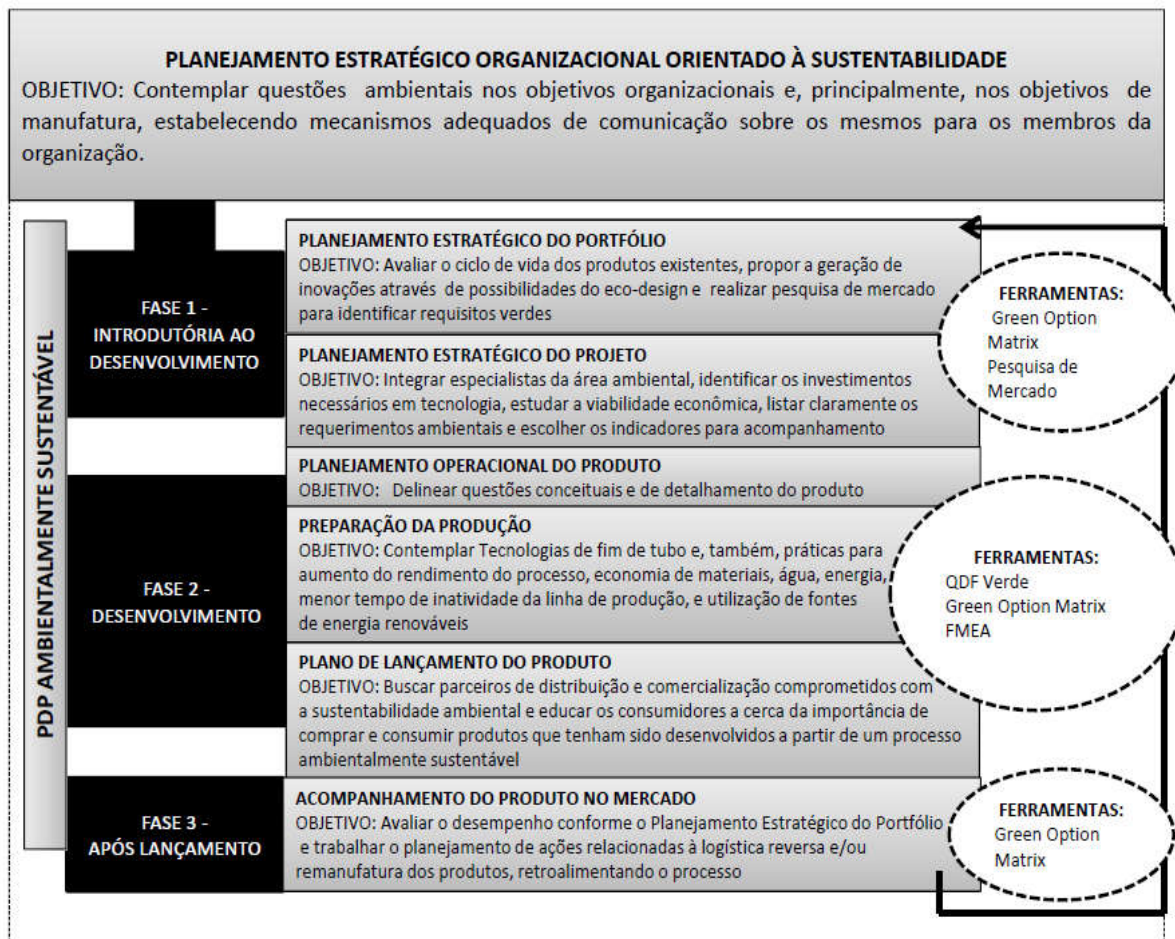 PLANEJAMENTO ESTRATÉGICO ORGANIZACIONAL ORIENTADO À SUSTENTABILIDADE
OBJETIVO: Contemplar questões ambientais nos objetivos organizacionais e, principalmente, nos objetivos de
manufatura, estabelecendo mecanismos adequados de comunicação sobre os mesmos para os membros da
organização.
PDP AMBIENTALMENTE SUSTENTÁVEL
FASE 1 -
INTRODUTÓRIA AO
DESENVOLVIMENTO
PLANEJAMENTO ESTRATÉGICO DO PORTFÓLIO
OBJETIVO: Avaliar o ciclo de vida dos produtos existentes, propor a geração de
inovações através de possibilidades do eco-design e realizar pesquisa de mercado
para identificar requisitos verdes
PLANEJAMENTO ESTRATÉGICO DO PROJETO
OBJETIVO: Integrar especialistas da área ambiental, identificar os investimentos
necessários em tecnologia, estudar a viabilidade econômica, listar claramente os
requerimentos ambientais e escolher os indicadores para acompanhamento
FERRAMENTAS:
Green Option
Matrix
Pesquisa de
Mercado
FASE 2 -
DESENVOLVIMENTO
PLANEJAMENTO OPERACIONAL DO PRODUTO
OBJETIVO: Delinear questões conceituais e de detalhamento do produto
PREPARAÇÃO DA PRODUÇÃO
OBJETIVO: Contemplar Tecnologias de fim de tubo e, também, práticas para
aumento do rendimento do processo, economia de materiais, água, energia,
menor tempo de inatividade da linha de produção, e utilização de fontes
de energia renováveis
PLANO DE LANÇAMENTO DO PRODUTO
OBJETIVO: Buscar parceiros de distribuição e comercialização comprometidos com
a sustentabilidade ambiental e educar os consumidores a cerca da importância de
comprar e consumir produtos que tenham sido desenvolvidos a partir de um processo
ambientalmente sustentável
FERRAMENTAS:
QDF Verde
Green Option Matrix
FMEA
FASE 3 -
APÓS LANÇAMENTO
ACOMPANHAMENTO DO PRODUTO NO MERCADO
OBJETIVO: Avaliar o desempenho conforme o Planejamento Estratégico do Portfólio
e trabalhar o planejamento de ações relacionadas à logística reversa e/ou
remanufatura dos produtos, retroalimentando o processo
FERRAMENTAS:
Green Option
Matrix